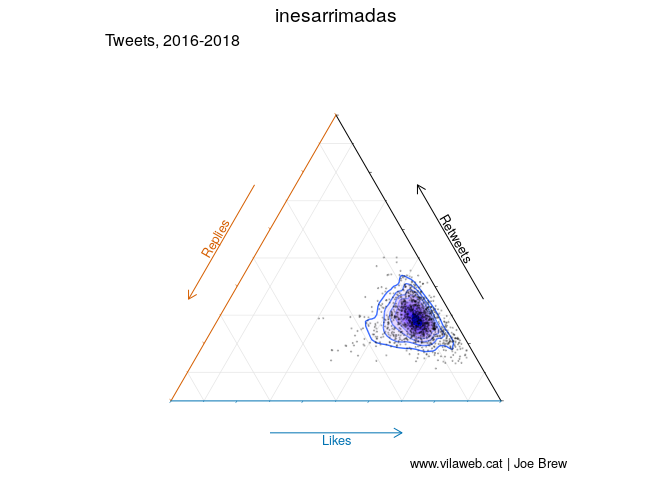 inesarrimadas
Tweets, 2016-2018
Replies
Retweets
Likes
www.vilaweb.cat | Joe Brew